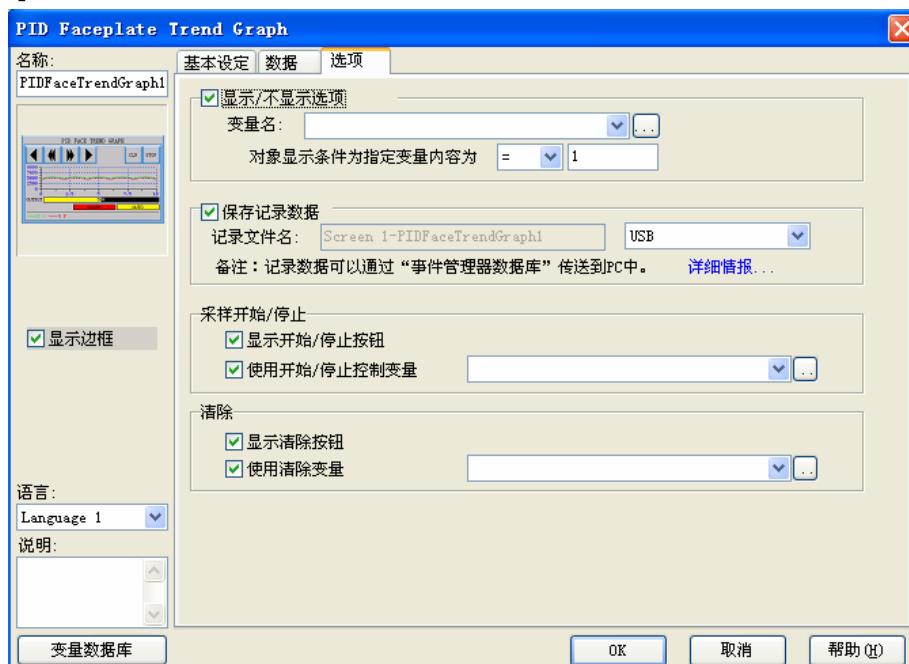 PID Faceplate Trend Graph
名称:
PIDFaceTrendGraph1
基本设定 数据 选项
显示/不显示选项
变量名:
...
对象显示条件为指定变量内容为 = 1
保存记录数据
记录文件名: Screen 1-PIDFaceTrendGraph1 USB
备注：记录数据可以通过“事件管理器数据库”传送到PC中。 详细情报...
采样开始/停止
显示开始/停止按钮
使用开始/停止控制变量 ..
清除
显示清除按钮
使用清除变量 ..
PID FACE TREND GRAPH
CLR STOP
显示边框
语言:
Language 1
说明:
变量数据库 OK 取消 帮助(H)